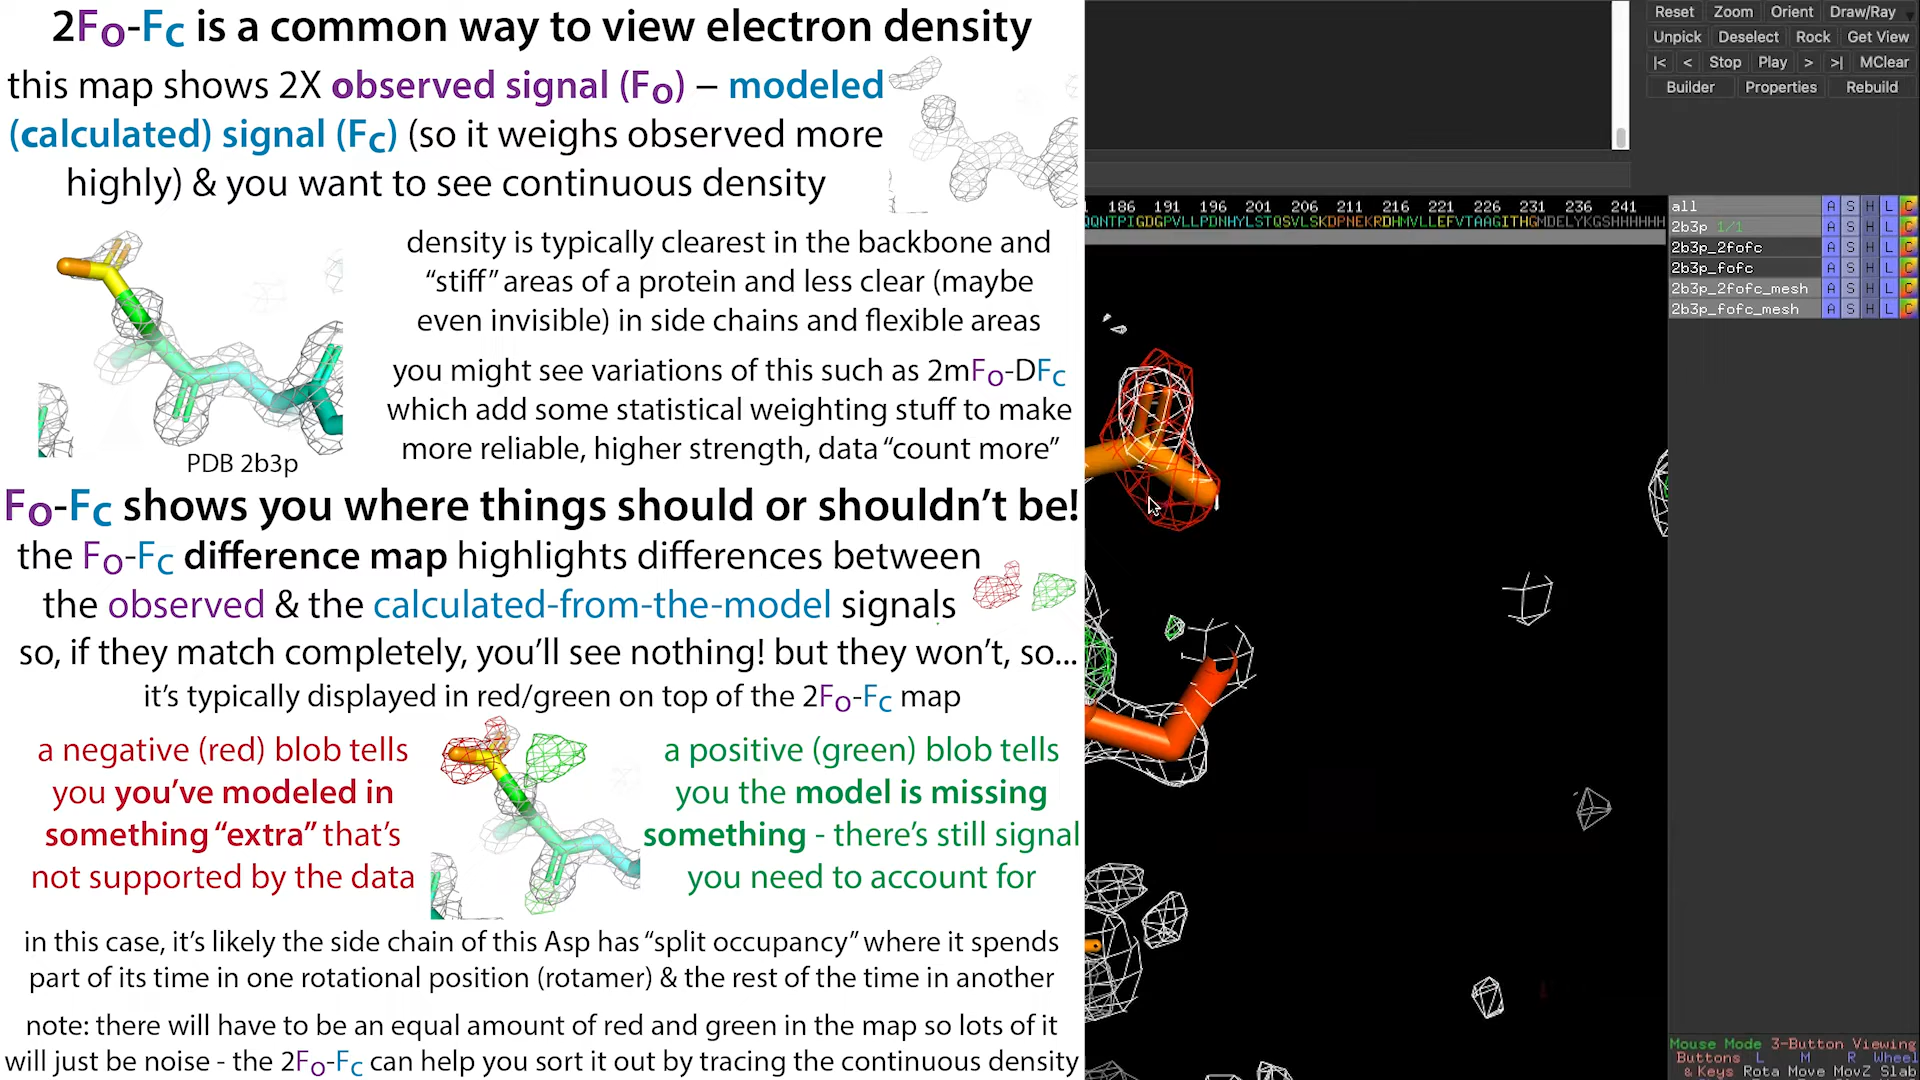 2Fo-Fc is a common way to view electron density
this map shows 2X observed signal (Fo) – modeled
(calculated) signal (Fc) (so it weighs observed more
highly) & you want to see continuous density
density is typically clearest in the backbone and
“stiff” areas of a protein and less clear (maybe
even invisible) in side chains and flexible areas
you might see variations of this such as 2mFo-DFc
which add some statistical weighting stuff to make
more reliable, higher strength, data “count more”
PDB 2b3p
Fo-Fc shows you where things should or shouldn’t be!
the Fo-Fc difference map highlights differences between
the observed & the calculated-from-the-model signals
so, if they match completely, you’ll see nothing! but they won’t, so...
it’s typically displayed in red/green on top of the 2Fo-Fc map
a negative (red) blob tells
you you’ve modeled in
something “extra” that’s
not supported by the data
a positive (green) blob tells
you the model is missing
something - there’s still signal
you need to account for
in this case, it’s likely the side chain of this Asp has “split occupancy” where it spends
part of its time in one rotational position (rotamer) & the rest of the time in another
note: there will have to be an equal amount of red and green in the map so lots of it
will just be noise - the 2Fo-Fc can help you sort it out by tracing the continuous density
Reset Zoom Orient Draw/Ray
Unpick Deselect Rock Get View
|< < Stop Play > >| MClear
Builder Properties Rebuild
186 191 196 201 206 211 216 221 226 231 236 241
QNTPIGDGPVLLPDNHYLSTQSVLSKDPNEKRDHMVLLEFVTAAGITHGMDELYKGSHHHHHH
all A S H L C
2b3p 1/1 A S H L C
2b3p_2fofc A S H L C
2b3p_fofc A S H L C
2b3p_2fofc_mesh A S H L C
2b3p_fofc_mesh A S H L C
Mouse Mode 3-Button Viewing
Buttons L M R Wheel
& Keys Rota Move MovZ Slab